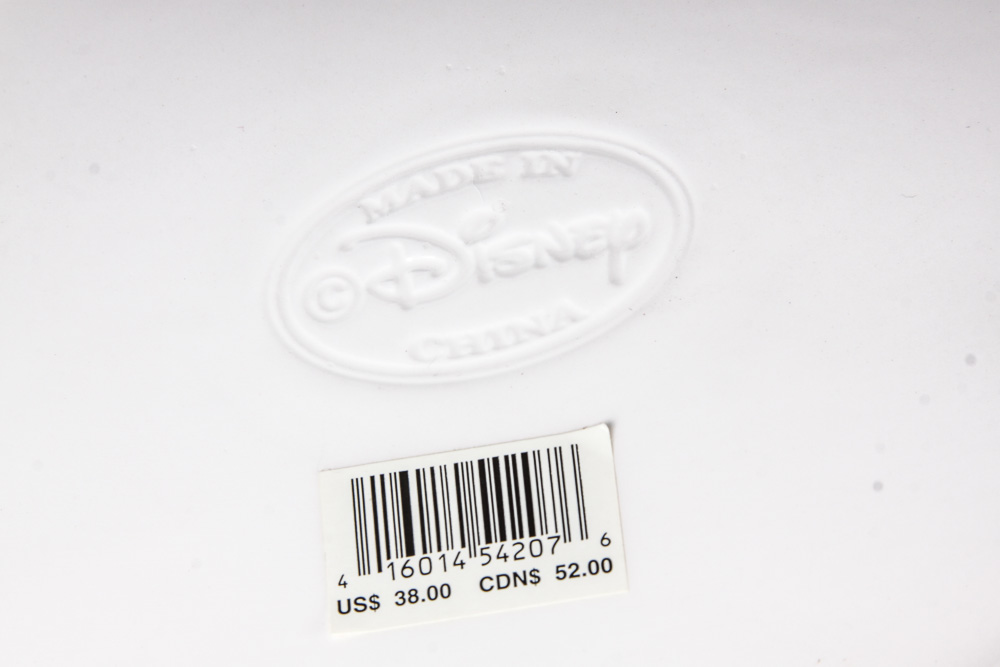 MADE IN
© Disney
CHINA
4 16014 54207 6
US$ 38.00 CDN$ 52.00